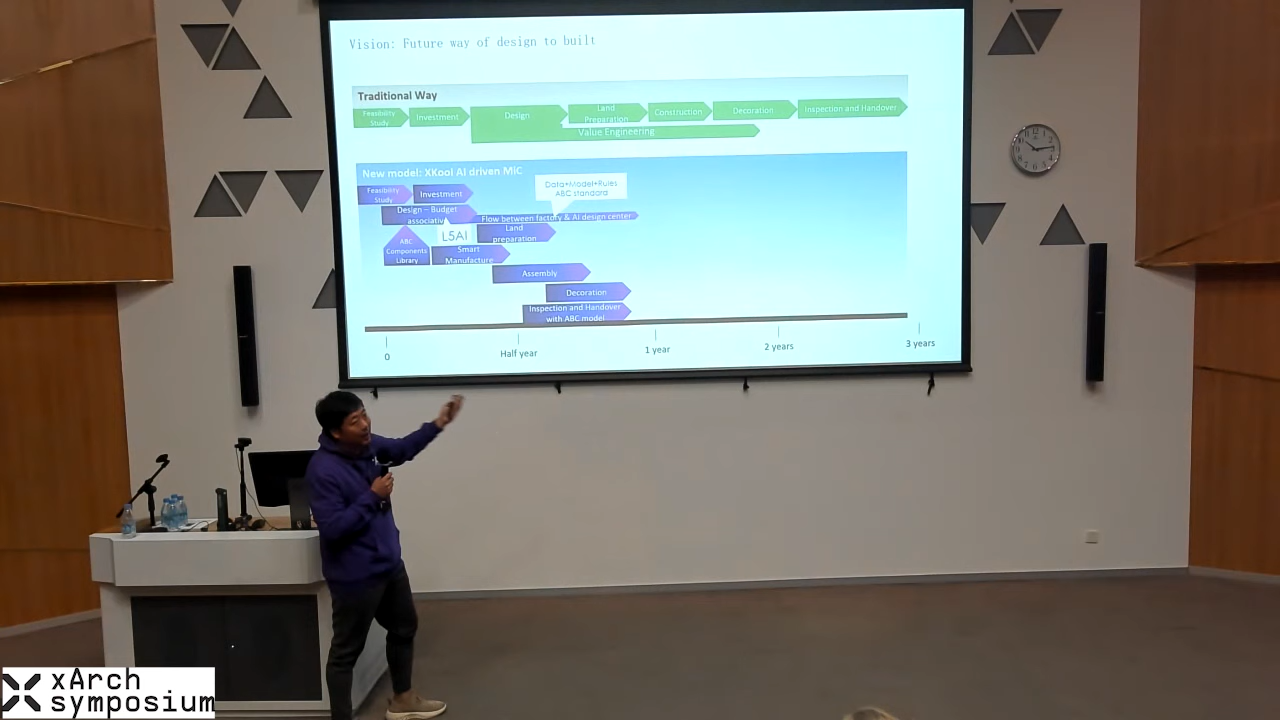 Vision: Future way of design to built
Traditional Way
Feasibility
Study
Investment
Design
Land
Preparation
Construction
Decoration
Inspection and Handover
Value Engineering
New model: XKool AI driven MiC
Feasibility
Study
Investment
Data+Model+Rules
ABC standard
Design – Budget
associative
Flow between factory & AI design center
L5AI
Land
preparation
ABC
Components
Library
Smart
Manufacture
Assembly
Decoration
Inspection and Handover
with ABC model
0
Half year
1 year
2 years
3 years
xArch
symposium